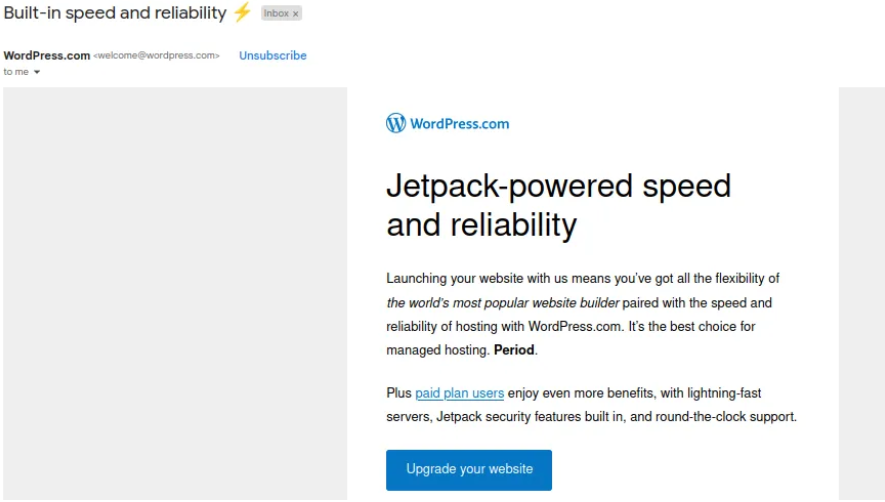 Built-in speed and reliability ⚡ Inbox x
WordPress.com <welcome@wordpress.com> Unsubscribe
to me
WordPress.com
Jetpack-powered speed
and reliability
Launching your website with us means you’ve got all the flexibility of
the world’s most popular website builder paired with the speed and
reliability of hosting with WordPress.com. It’s the best choice for
managed hosting. Period.
Plus paid plan users enjoy even more benefits, with lightning-fast
servers, Jetpack security features built in, and round-the-clock support.
Upgrade your website